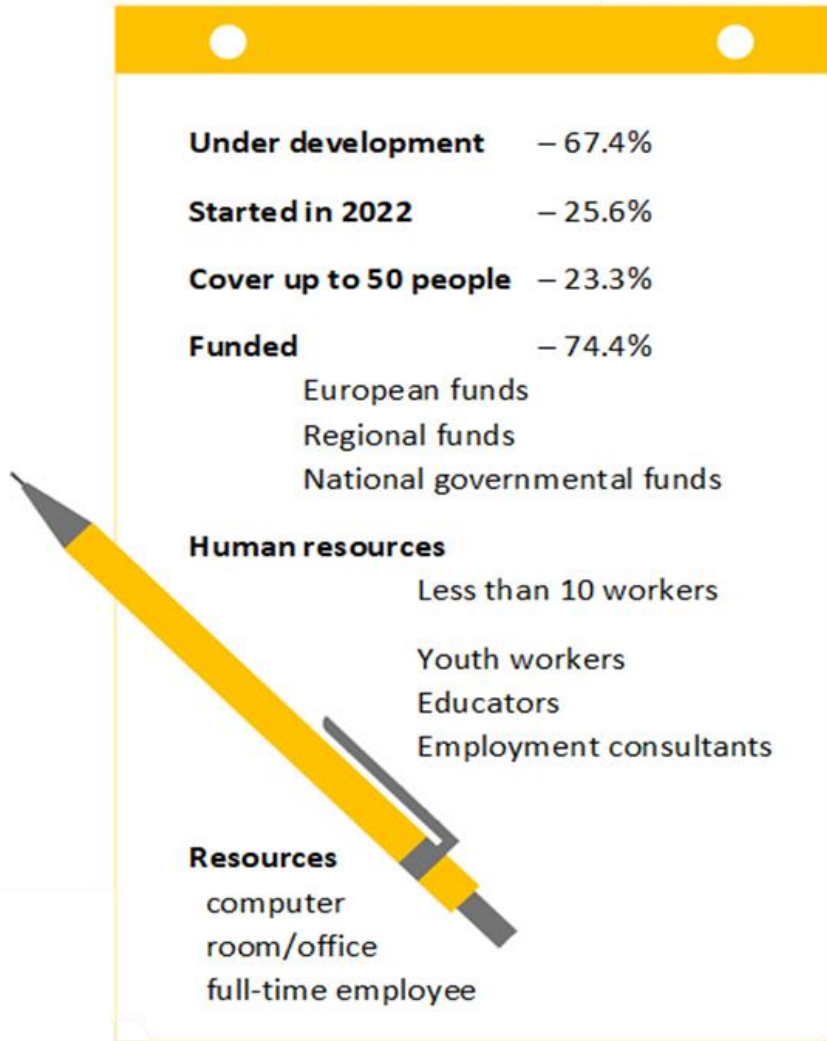 Under development – 67.4%
Started in 2022 – 25.6%
Cover up to 50 people – 23.3%
Funded – 74.4%
European funds
Regional funds
National governmental funds
Human resources
Less than 10 workers
Youth workers
Educators
Employment consultants
Resources
computer
room/office
full-time employee